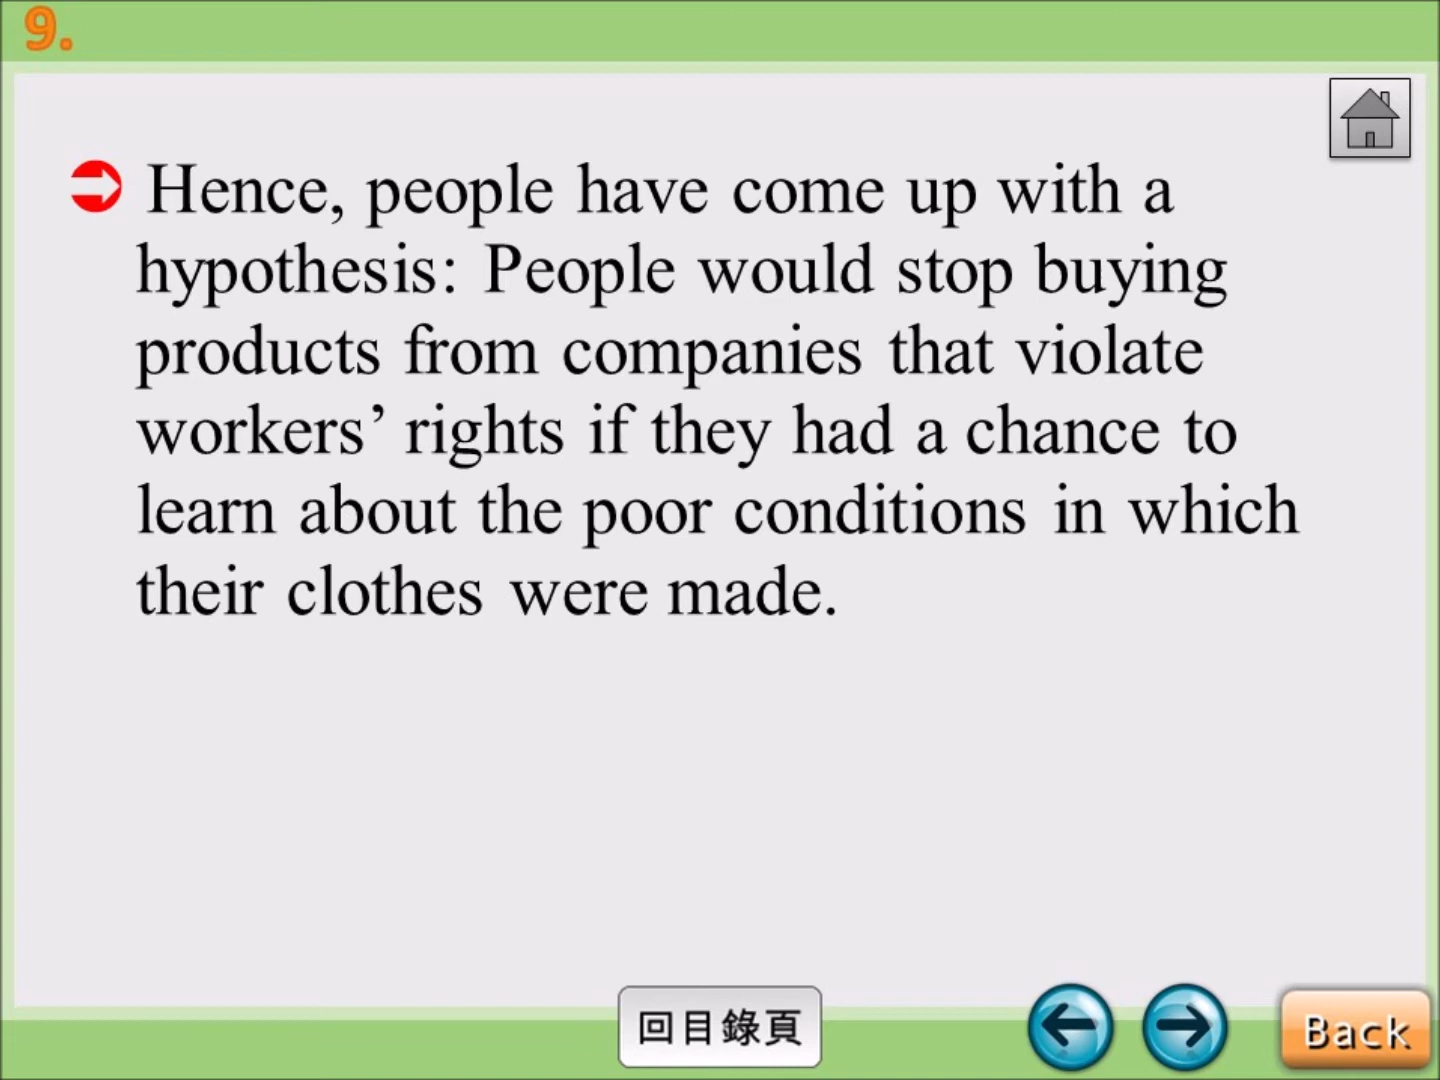 9.
Hence, people have come up with a
hypothesis: People would stop buying
products from companies that violate
workers’ rights if they had a chance to
learn about the poor conditions in which
their clothes were made.
回目錄頁
Back